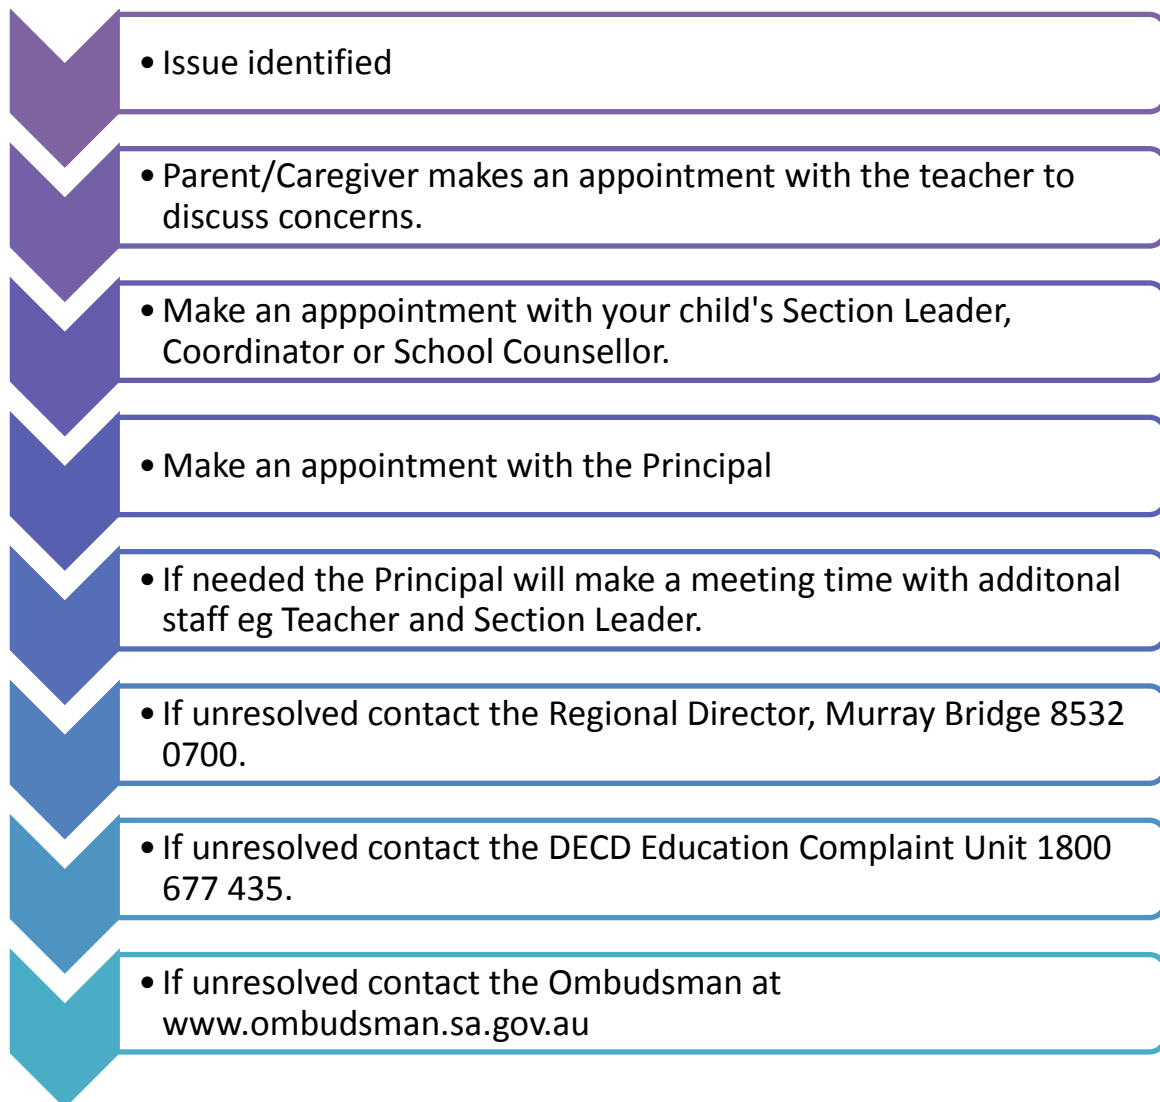 • Issue identified
• Parent/Caregiver makes an appointment with the teacher to
discuss concerns.
• Make an apppointment with your child's Section Leader,
Coordinator or School Counsellor.
• Make an appointment with the Principal
• If needed the Principal will make a meeting time with additonal
staff eg Teacher and Section Leader.
• If unresolved contact the Regional Director, Murray Bridge 8532
0700.
• If unresolved contact the DECD Education Complaint Unit 1800
677 435.
• If unresolved contact the Ombudsman at
www.ombudsman.sa.gov.au